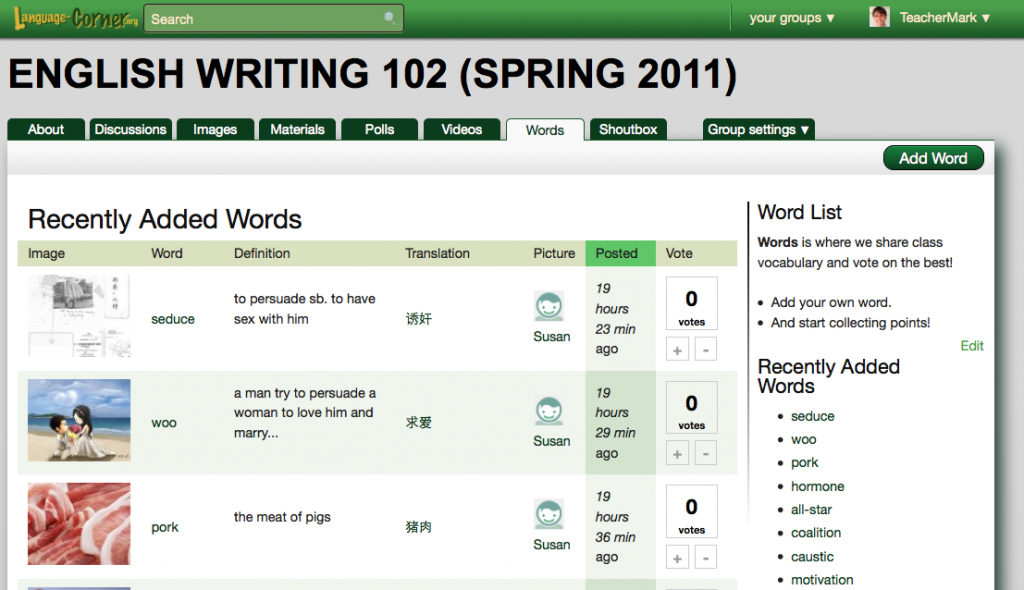 Language-Corner.org
Search
your groups ▼
TeacherMark ▼
ENGLISH WRITING 102 (SPRING 2011)
About
Discussions
Images
Materials
Polls
Videos
Words
Shoutbox
Group settings ▼
Add Word
Recently Added Words
Image Word Definition Translation Picture Posted Vote
seduce
to persuade sb. to have
sex with him
诱奸
Susan
19
hours
23 min
ago
0
votes
+ -
woo
a man try to persuade a
woman to love him and
marry...
求爱
Susan
19
hours
29 min
ago
0
votes
+ -
pork
the meat of pigs
猪肉
Susan
19
hours
36 min
ago
0
votes
+ -
Word List
Words is where we share class
vocabulary and vote on the best!
• Add your own word.
• And start collecting points!
Edit
Recently Added
Words
• seduce
• woo
• pork
• hormone
• all-star
• coalition
• caustic
• motivation